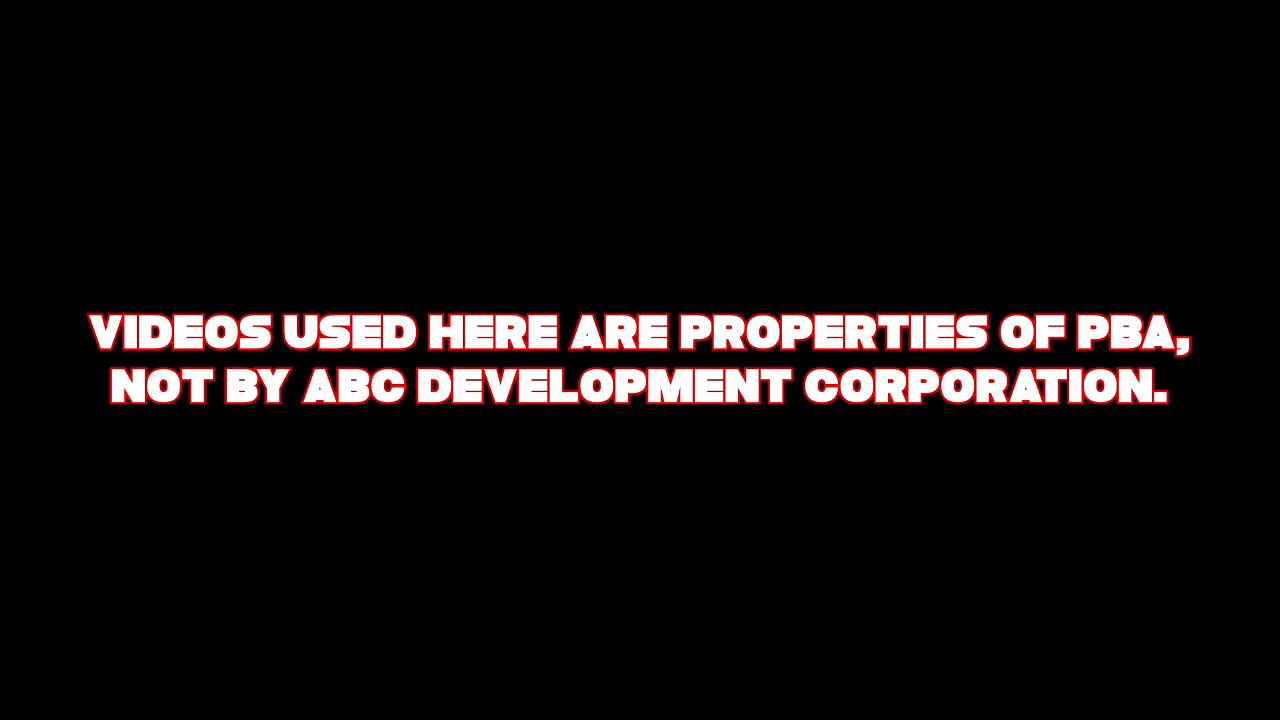 VIDEOS USED HERE ARE PROPERTIES OF PBA,
NOT BY ABC DEVELOPMENT CORPORATION.